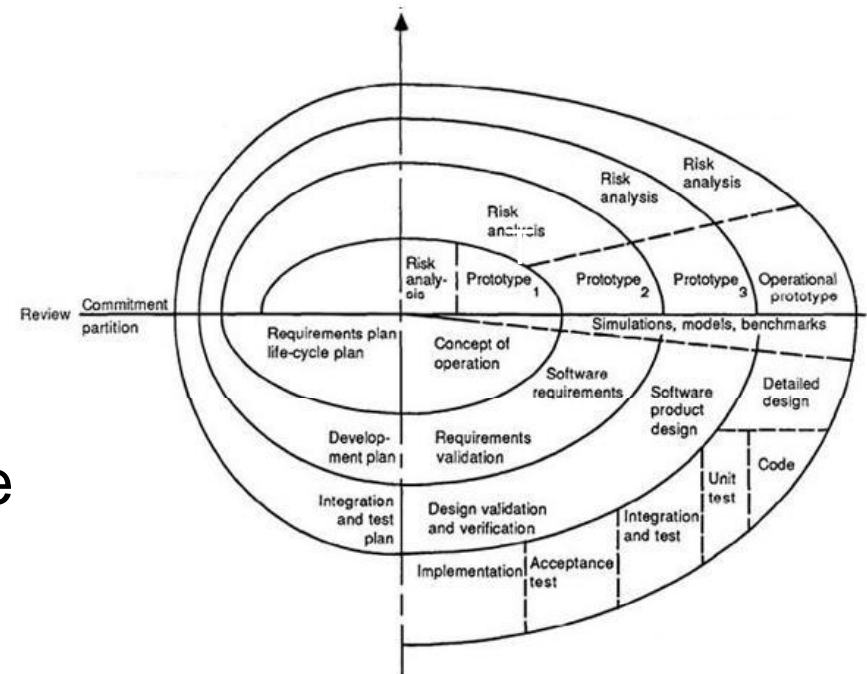 Risk
analysis
Risk
analysis
Risk
analysis
Risk
analy-
sis
Prototype
1
Prototype
2
Prototype
3
Operational
prototype
Review
Commitment
partition
Simulations, models, benchmarks
Requirements plan
life-cycle plan
Concept of
operation
Software
requirements
Software
product
design
Detailed
design
Develop-
ment plan
Requirements
validation
Code
Unit
test
e
Integration
and test
plan
Design validation
and verification
Integration
and test
Implementation
Acceptance
test